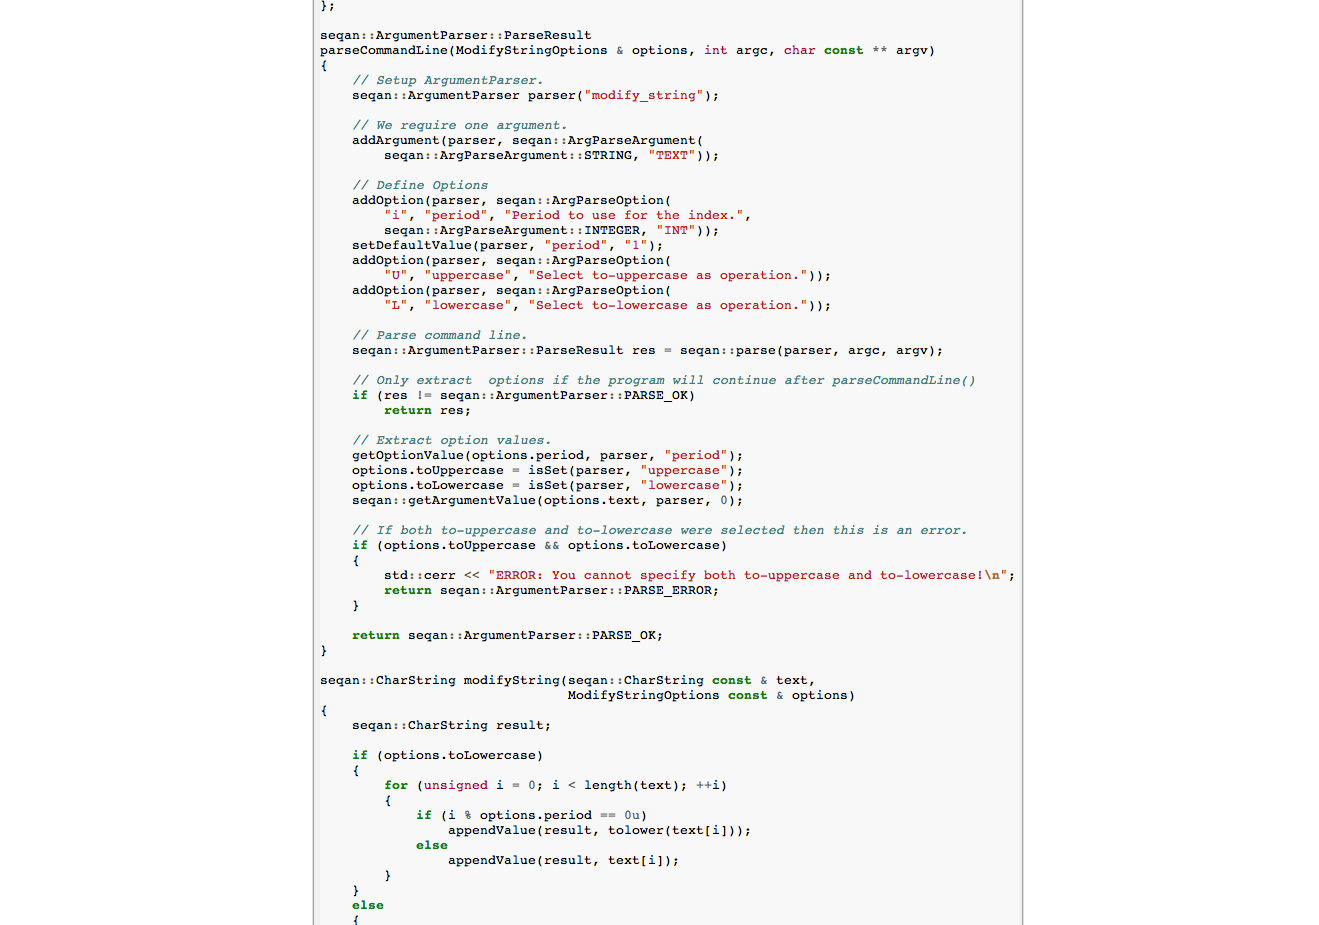 };
seqan::ArgumentParser::ParseResult
parseCommandLine(ModifyStringOptions & options, int argc, char const ** argv)
{
    // Setup ArgumentParser.
    seqan::ArgumentParser parser("modify_string");
    // We require one argument.
    addArgument(parser, seqan::ArgParseArgument(
        seqan::ArgParseArgument::STRING, "TEXT"));
    // Define Options
    addOption(parser, seqan::ArgParseOption(
        "i", "period", "Period to use for the index.",
        seqan::ArgParseArgument::INTEGER, "INT"));
    setDefaultValue(parser, "period", "1");
    addOption(parser, seqan::ArgParseOption(
        "U", "uppercase", "Select to-uppercase as operation."));
    addOption(parser, seqan::ArgParseOption(
        "L", "lowercase", "Select to-lowercase as operation."));
    // Parse command line.
    seqan::ArgumentParser::ParseResult res = seqan::parse(parser, argc, argv);
    // Only extract  options if the program will continue after parseCommandLine()
    if (res != seqan::ArgumentParser::PARSE_OK)
        return res;
    // Extract option values.
    getOptionValue(options.period, parser, "period");
    options.toUppercase = isSet(parser, "uppercase");
    options.toLowercase = isSet(parser, "lowercase");
    seqan::getArgumentValue(options.text, parser, 0);
    // If both to-uppercase and to-lowercase were selected then this is an error.
    if (options.toUppercase && options.toLowercase)
    {
        std::cerr << "ERROR: You cannot specify both to-uppercase and to-lowercase!\n";
        return seqan::ArgumentParser::PARSE_ERROR;
    }
    return seqan::ArgumentParser::PARSE_OK;
}
seqan::CharString modifyString(seqan::CharString const & text,
                               ModifyStringOptions const & options)
{
    seqan::CharString result;
    if (options.toLowercase)
    {
        for (unsigned i = 0; i < length(text); ++i)
        {
            if (i % options.period == 0u)
                appendValue(result, tolower(text[i]));
            else
                appendValue(result, text[i]);
        }
    }
    else
    {